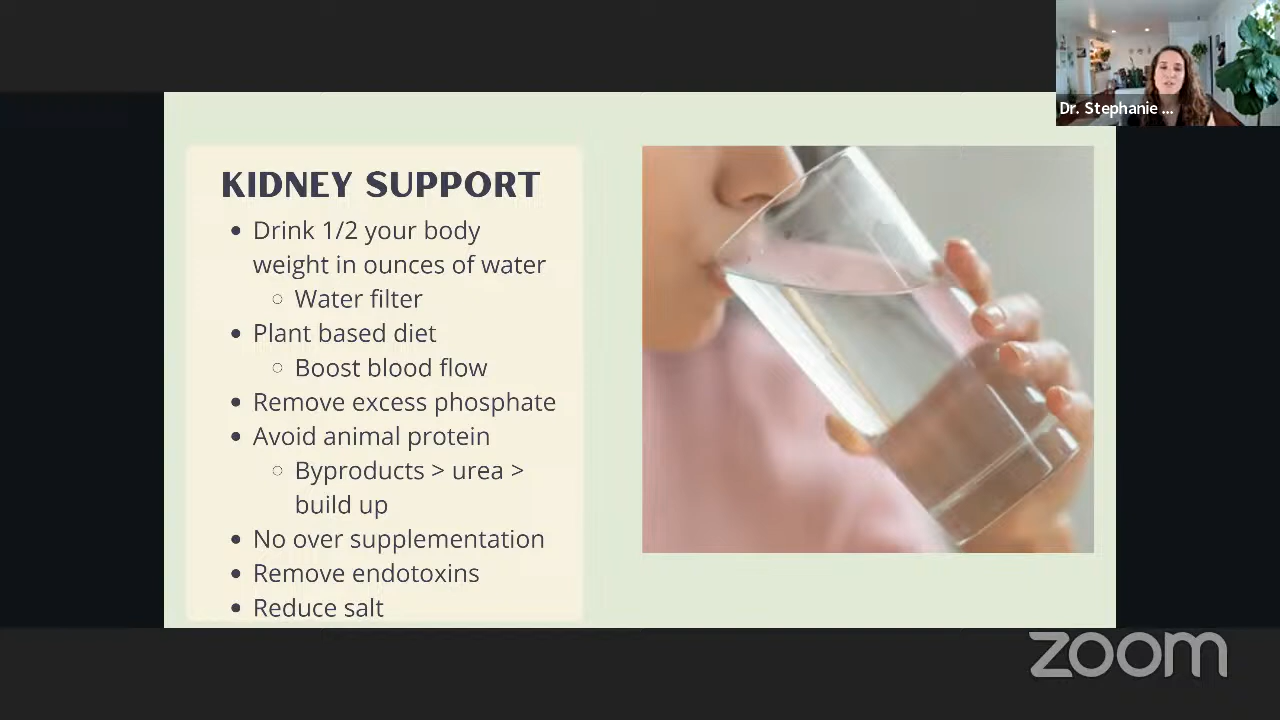 Dr. Stephanie ...
KIDNEY SUPPORT
• Drink 1/2 your body
weight in ounces of water
○ Water filter
• Plant based diet
○ Boost blood flow
• Remove excess phosphate
• Avoid animal protein
○ Byproducts > urea >
build up
• No over supplementation
• Remove endotoxins
• Reduce salt
zoom